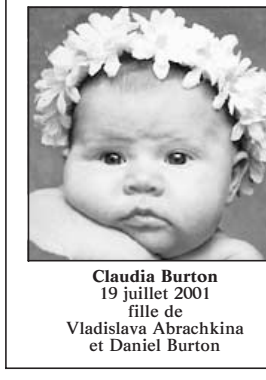 Claudia Burton
19 juillet 2001
fille de
Vladislava Abrachkina
et Daniel Burton